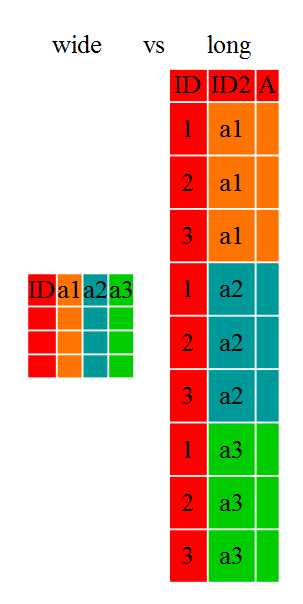 wide vs long
ID ID2 A
1 a1
2 a1
3 a1
ID a1 a2 a3
1 a2
2 a2
3 a2
1 a3
2 a3
3 a3